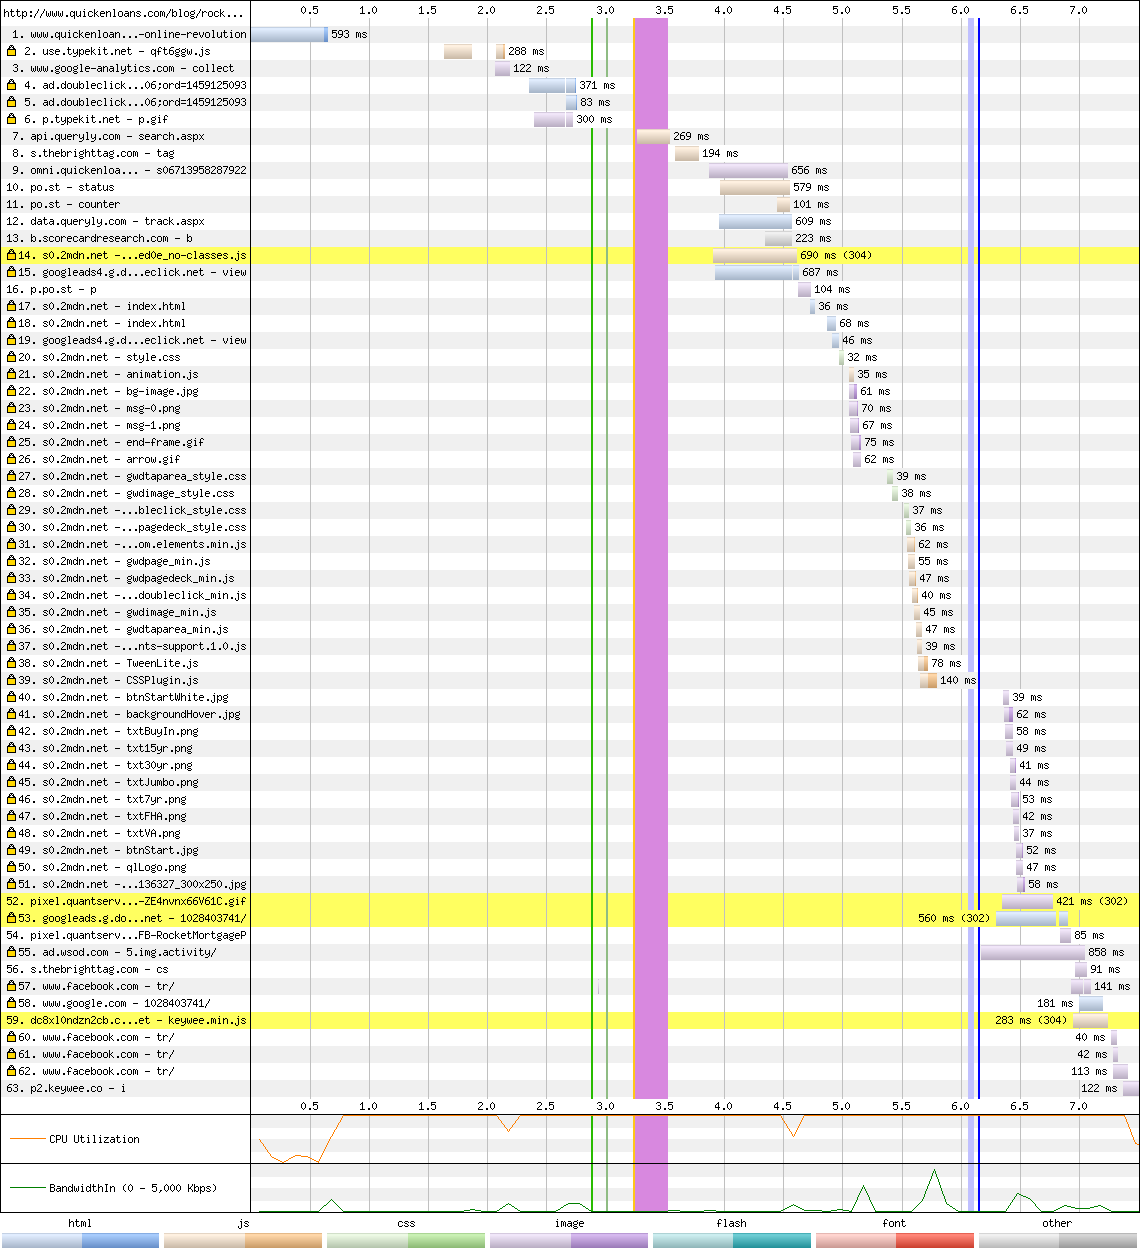 http://www.quickenloans.com/blog/rock...
0.5 1.0 1.5 2.0 2.5 3.0 3.5 4.0 4.5 5.0 5.5 6.0 6.5 7.0
1. www.quickenloan...-online-revolution 593 ms
2. use.typekit.net - qft6ggw.js 288 ms
3. www.google-analytics.com - collect 122 ms
4. ad.doubleclick...06;ord=1459125093 371 ms
5. ad.doubleclick...06;ord=1459125093 83 ms
6. p.typekit.net - p.gif 300 ms
7. api.queryly.com - search.aspx 269 ms
8. s.thebrighttag.com - tag 194 ms
9. omni.quickenloa... - s06713958287922 656 ms
10. po.st - status 579 ms
11. po.st - counter 101 ms
12. data.queryly.com - track.aspx 609 ms
13. b.scorecardresearch.com - b 223 ms
14. s0.2mdn.net -...ed0e_no-classes.js 690 ms (304)
15. googleads4.g.d...eclick.net - view 687 ms
16. p.po.st - p 104 ms
17. s0.2mdn.net - index.html 36 ms
18. s0.2mdn.net - index.html 68 ms
19. googleads4.g.d...eclick.net - view 46 ms
20. s0.2mdn.net - style.css 32 ms
21. s0.2mdn.net - animation.js 35 ms
22. s0.2mdn.net - bg-image.jpg 61 ms
23. s0.2mdn.net - msg-0.png 70 ms
24. s0.2mdn.net - msg-1.png 67 ms
25. s0.2mdn.net - end-frame.gif 75 ms
26. s0.2mdn.net - arrow.gif 62 ms
27. s0.2mdn.net - gwdtaparea_style.css 39 ms
28. s0.2mdn.net - gwdimage_style.css 38 ms
29. s0.2mdn.net -...bleclick_style.css 37 ms
30. s0.2mdn.net -...pagedeck_style.css 36 ms
31. s0.2mdn.net -...om.elements.min.js 62 ms
32. s0.2mdn.net - gwdpage_min.js 55 ms
33. s0.2mdn.net - gwdpagedeck_min.js 47 ms
34. s0.2mdn.net -...doubleclick_min.js 40 ms
35. s0.2mdn.net - gwdimage_min.js 45 ms
36. s0.2mdn.net - gwdtaparea_min.js 47 ms
37. s0.2mdn.net -...nts-support.1.0.js 39 ms
38. s0.2mdn.net - TweenLite.js 78 ms
39. s0.2mdn.net - CSSPlugin.js 140 ms
40. s0.2mdn.net - btnStartWhite.jpg 39 ms
41. s0.2mdn.net - backgroundHover.jpg 62 ms
42. s0.2mdn.net - txtBuyIn.png 58 ms
43. s0.2mdn.net - txt15yr.png 49 ms
44. s0.2mdn.net - txt30yr.png 41 ms
45. s0.2mdn.net - txtJumbo.png 44 ms
46. s0.2mdn.net - txt7yr.png 53 ms
47. s0.2mdn.net - txtFHA.png 42 ms
48. s0.2mdn.net - txtVA.png 37 ms
49. s0.2mdn.net - btnStart.jpg 52 ms
50. s0.2mdn.net - qlLogo.png 47 ms
51. s0.2mdn.net -...136327_300x250.jpg 58 ms
52. pixel.quantserv...-ZE4nvnx66V61C.gif 421 ms (302)
53. googleads.g.do...net - 1028403741/ 560 ms (302)
54. pixel.quantserv...FB-RocketMortgageP 85 ms
55. ad.wsod.com - 5.img.activity/ 858 ms
56. s.thebrighttag.com - cs 91 ms
57. www.facebook.com - tr/ 141 ms
58. www.google.com - 1028403741/ 181 ms
59. dc8xl0ndzn2cb.c...et - keywee.min.js 283 ms (304)
60. www.facebook.com - tr/ 40 ms
61. www.facebook.com - tr/ 42 ms
62. www.facebook.com - tr/ 113 ms
63. p2.keywee.co - i 122 ms
0.5 1.0 1.5 2.0 2.5 3.0 3.5 4.0 4.5 5.0 5.5 6.0 6.5 7.0
CPU Utilization
BandwidthIn (0 - 5,000 Kbps)
html js css image flash font other